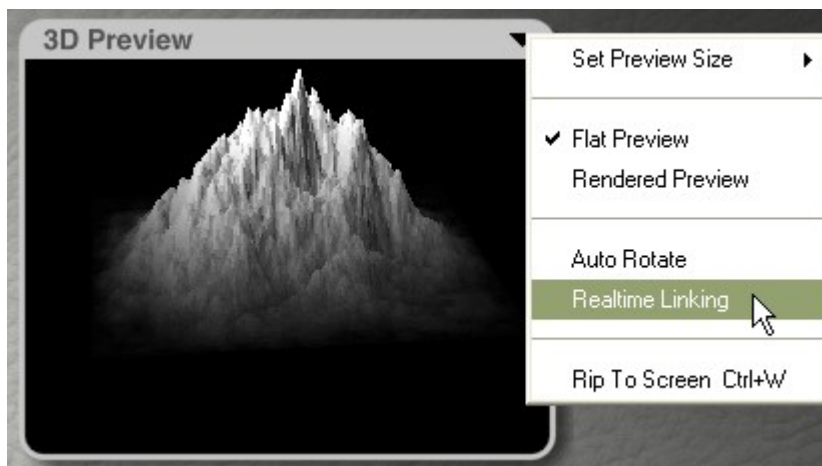 3D Preview
Set Preview Size
Flat Preview
Rendered Preview
Auto Rotate
Realtime Linking
Rip To Screen Ctrl+W